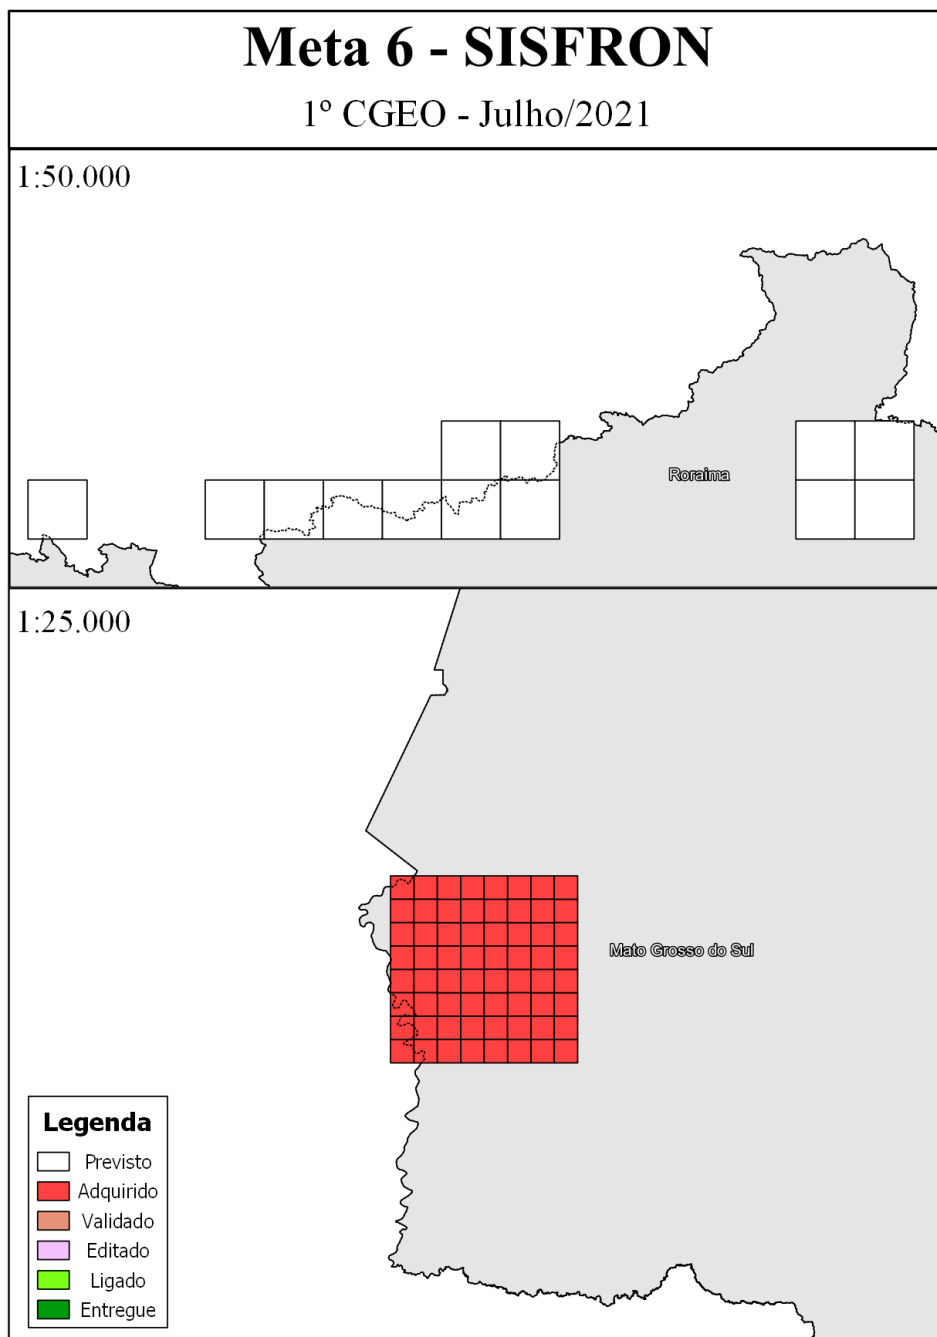 Meta 6 - SISFRON
1º CGEO - Julho/2021
1:50.000
Roraima
1:25.000
Mato Grosso do Sul
Legenda
Previsto
Adquirido
Validado
Editado
Ligado
Entregue